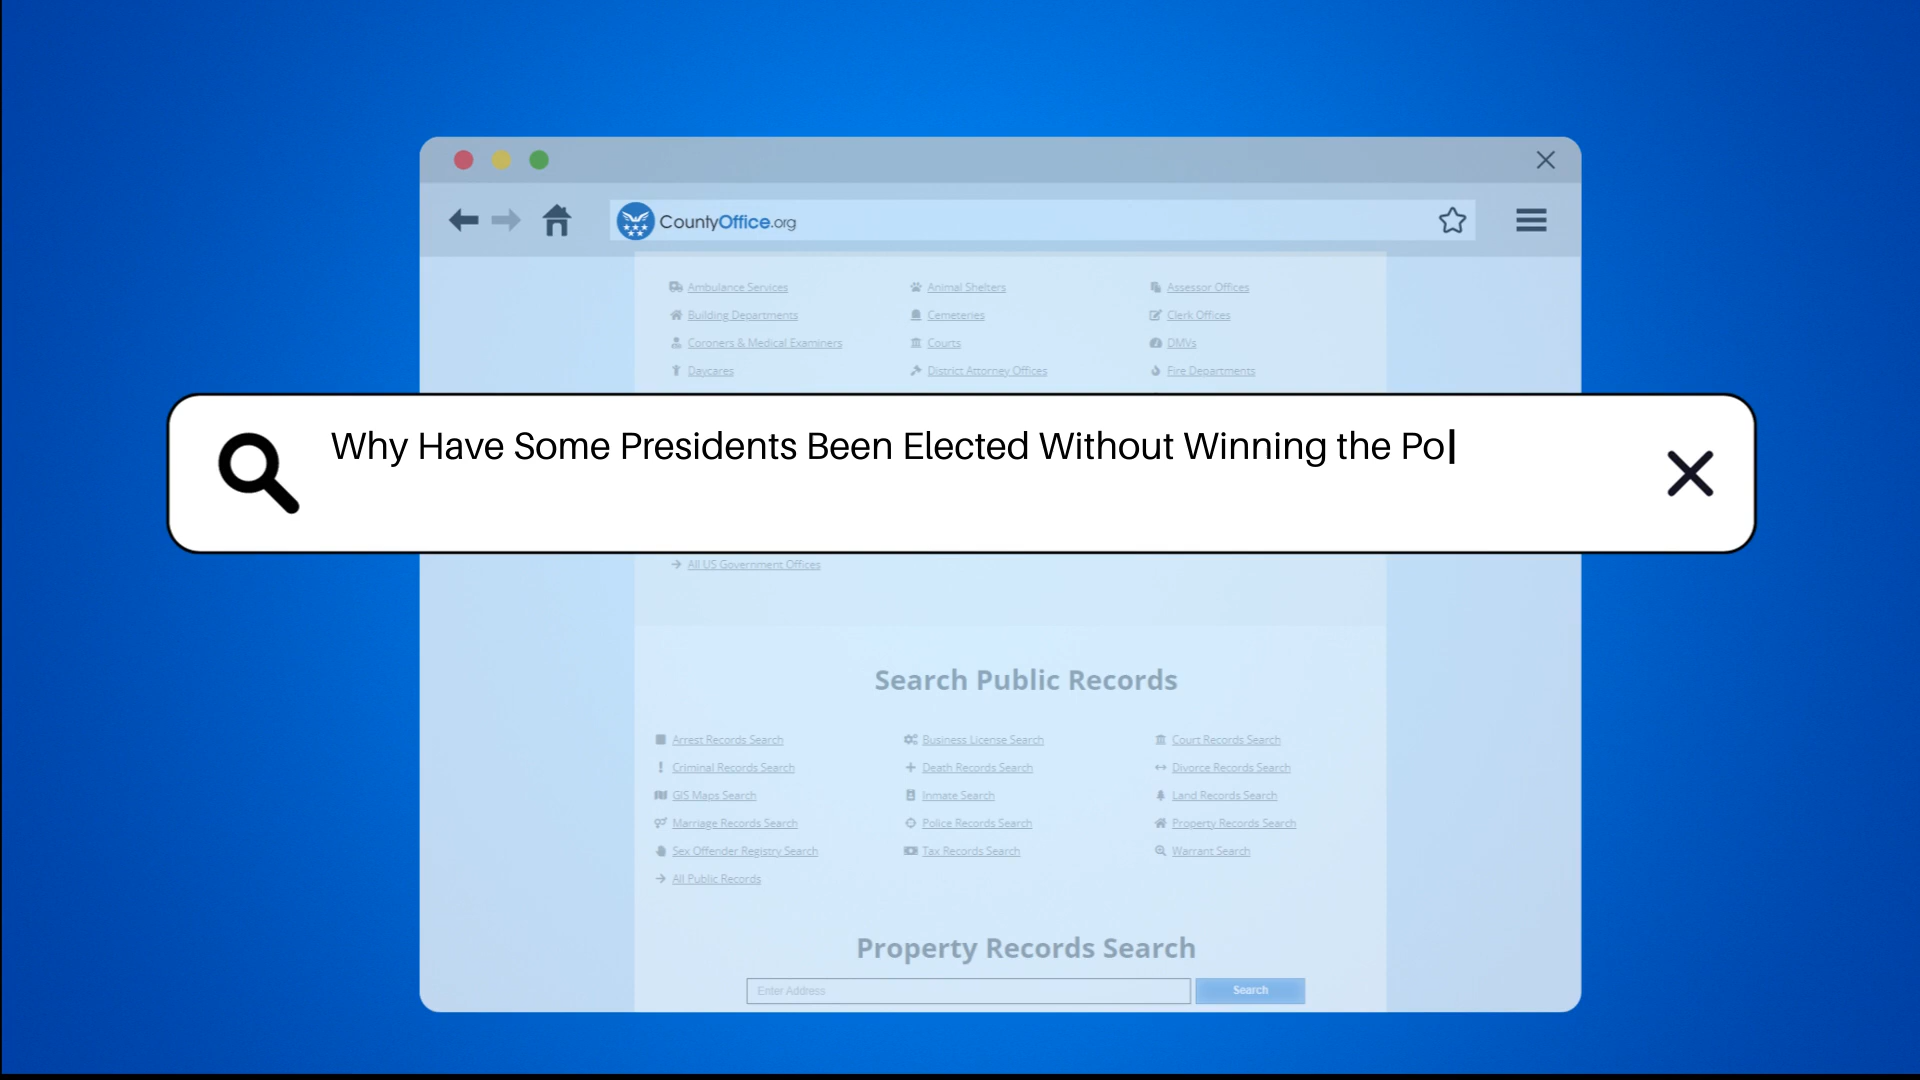 CountyOffice.org
Ambulance Services Animal Shelters Assessor Offices
Building Departments Cemeteries Clerk Offices
Coroners & Medical Examiners Courts DMVs
Daycares District Attorney Offices Fire Departments
Why Have Some Presidents Been Elected Without Winning the Po
All US Government Offices
Search Public Records
Arrest Records Search Business License Search Court Records Search
Criminal Records Search Death Records Search Divorce Records Search
GIS Maps Search Inmate Search Land Records Search
Marriage Records Search Police Records Search Property Records Search
Sex Offender Registry Search Tax Records Search Warrant Search
All Public Records
Property Records Search
Enter Address Search